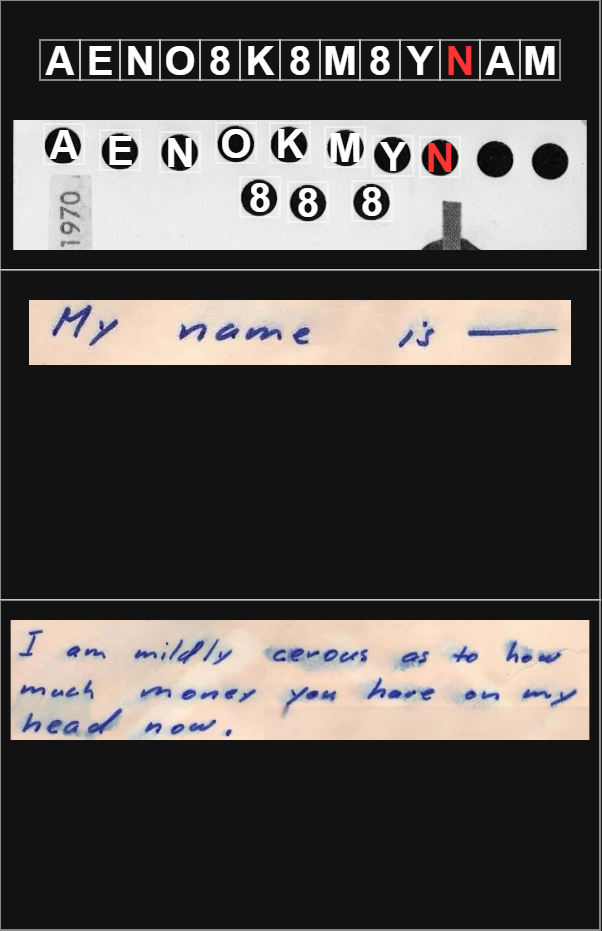 AENO8K8M8YNAM
A E N O K M Y N
8 8 8
1970
My name is —
I am mildly cerous as to how
much money you have on my
head now.